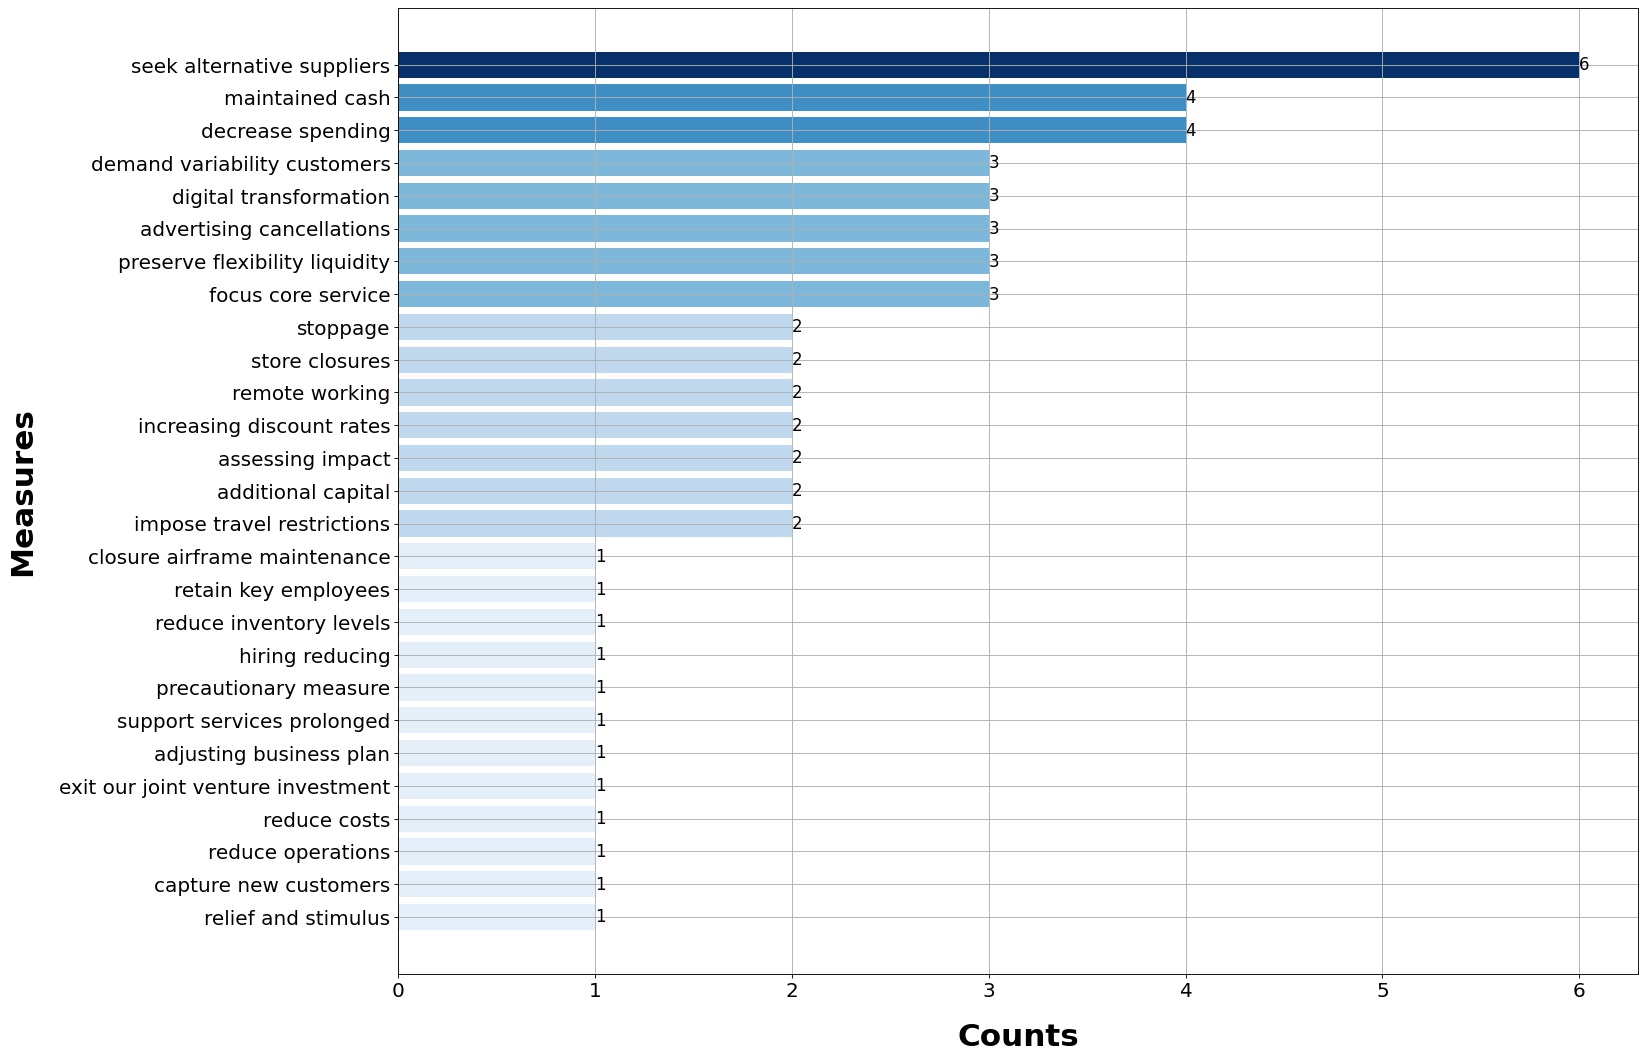 seek alternative suppliers 6
maintained cash 4
decrease spending 4
demand variability customers 3
digital transformation 3
advertising cancellations 3
preserve flexibility liquidity 3
focus core service 3
stoppage 2
store closures 2
remote working 2
increasing discount rates 2
assessing impact 2
additional capital 2
impose travel restrictions 2
closure airframe maintenance 1
retain key employees 1
reduce inventory levels 1
hiring reducing 1
precautionary measure 1
support services prolonged 1
adjusting business plan 1
exit our joint venture investment 1
reduce costs 1
reduce operations 1
capture new customers 1
relief and stimulus 1
Measures
0 1 2 3 4 5 6
Counts